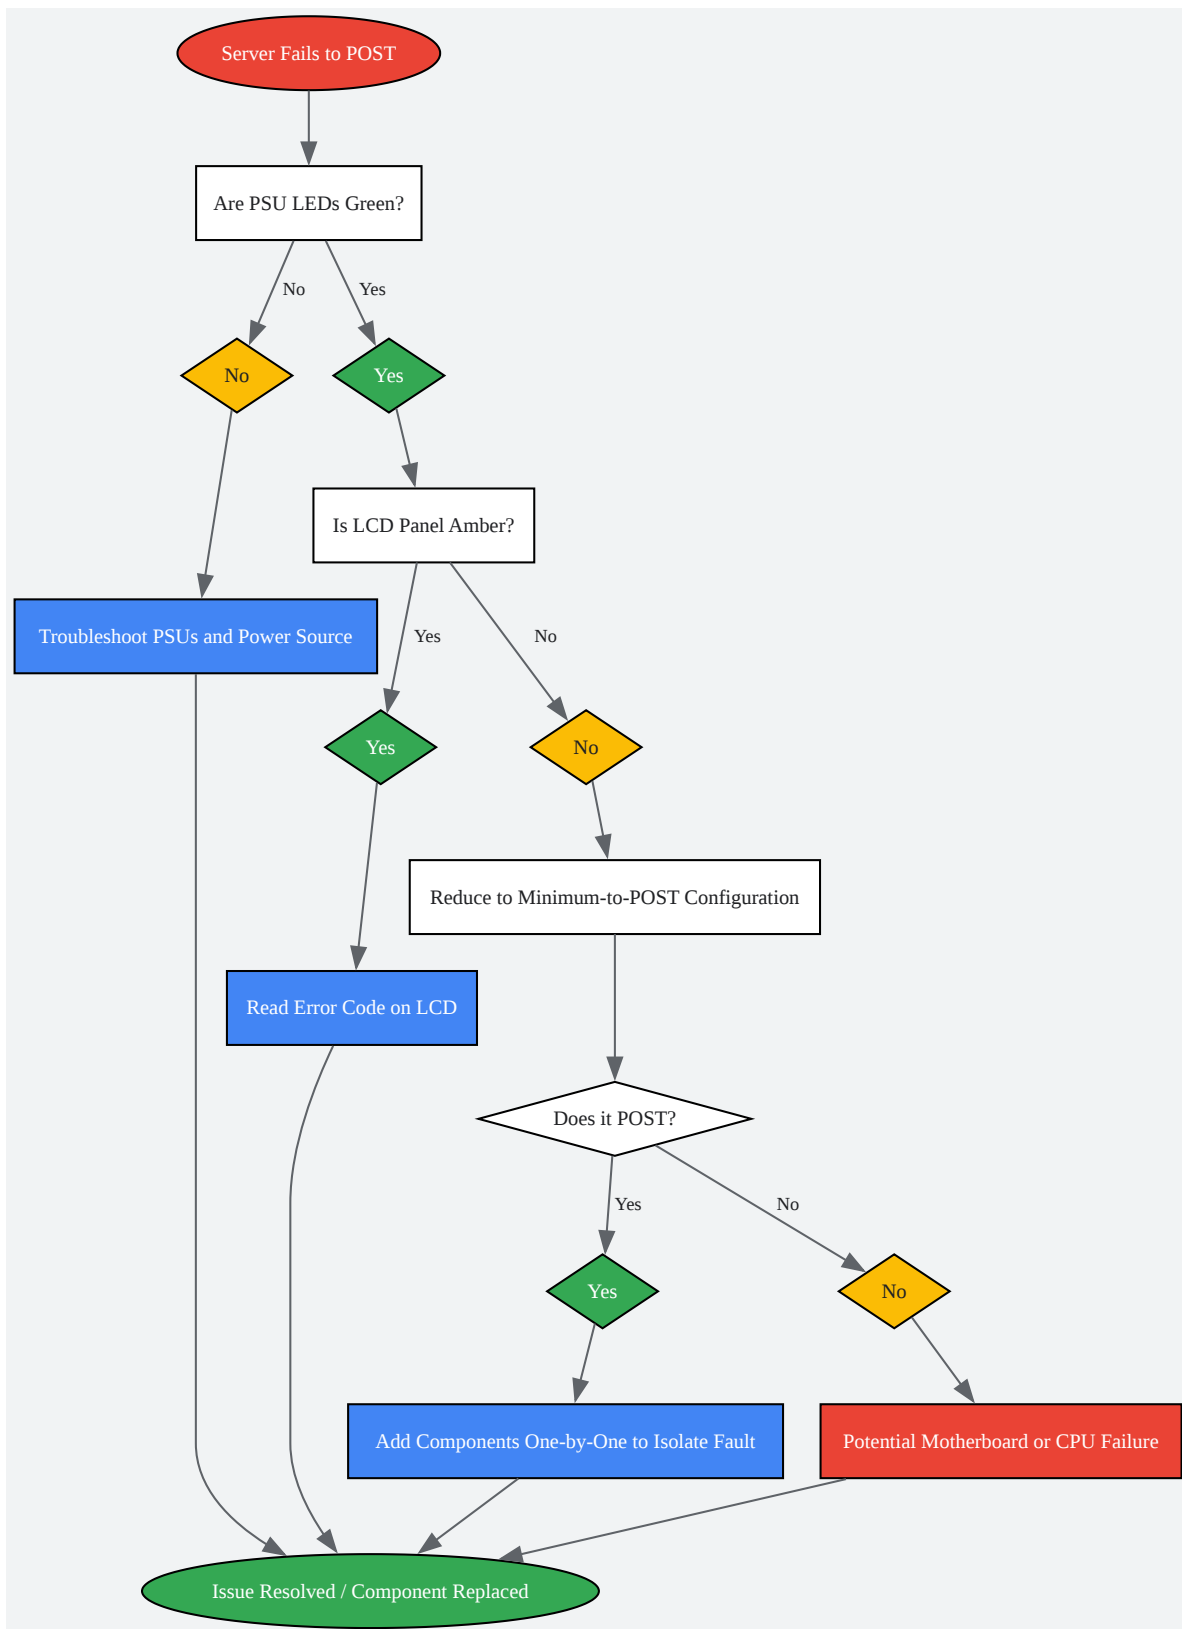 Server Fails to POST
Are PSU LEDs Green?
No
Yes
No
Yes
Is LCD Panel Amber?
Troubleshoot PSUs and Power Source
Yes
No
Yes
No
Reduce to Minimum-to-POST Configuration
Read Error Code on LCD
Does it POST?
Yes
No
Yes
No
Add Components One-by-One to Isolate Fault
Potential Motherboard or CPU Failure
Issue Resolved / Component Replaced